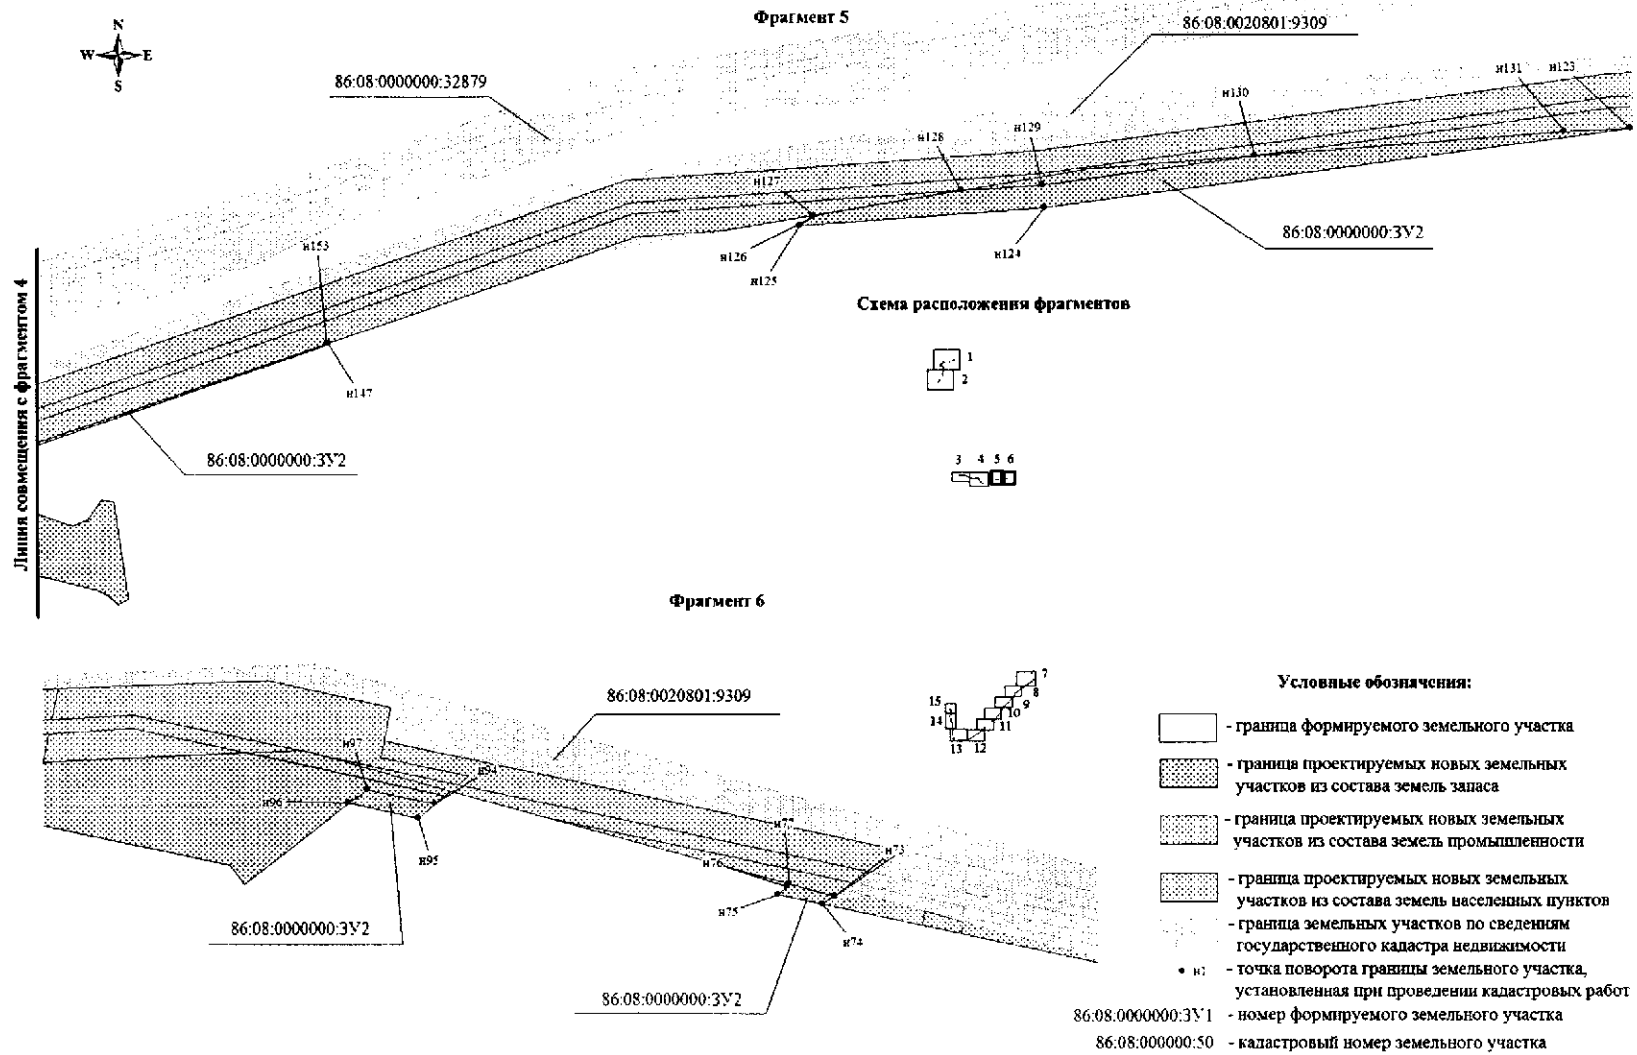 Фрагмент 5
N
W E
S
86:08:0020801:9309
86:08:0000000:32879
н131
н123
н130
н129
н128
н127
н126
н125
н124
86:08:0000000:ЗУ2
н153
н147
86:08:0000000:ЗУ2
Линия совмещения с фрагментом 4
Схема расположения фрагментов
1
2
3 4 5 6
7
8
9
10
11
12
13
14
15
Фрагмент 6
86:08:0020801:9309
н97
н94
н96
н95
н77
н73
н76
н75
н74
86:08:0000000:ЗУ2
86:08:0000000:ЗУ2
Условные обозначения:
- граница формируемого земельного участка
- граница проектируемых новых земельных
участков из состава земель запаса
- граница проектируемых новых земельных
участков из состава земель промышленности
- граница проектируемых новых земельных
участков из состава земель населенных пунктов
- граница земельных участков по сведениям
государственного кадастра недвижимости
- точка поворота границы земельного участка,
установленная при проведении кадастровых работ
86:08:0000000:ЗУ1 - номер формируемого земельного участка
86:08:000000:50 - кадастровый номер земельного участка